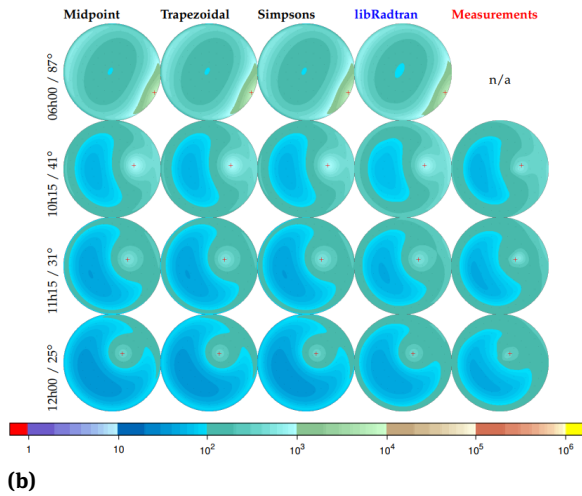 Midpoint Trapezoidal Simpsons libRadtran Measurements
06h00 / 87°
n/a
10h15 / 41°
11h15 / 31°
12h00 / 25°
1 10 10² 10³ 10⁴ 10⁵ 10⁶
(b)